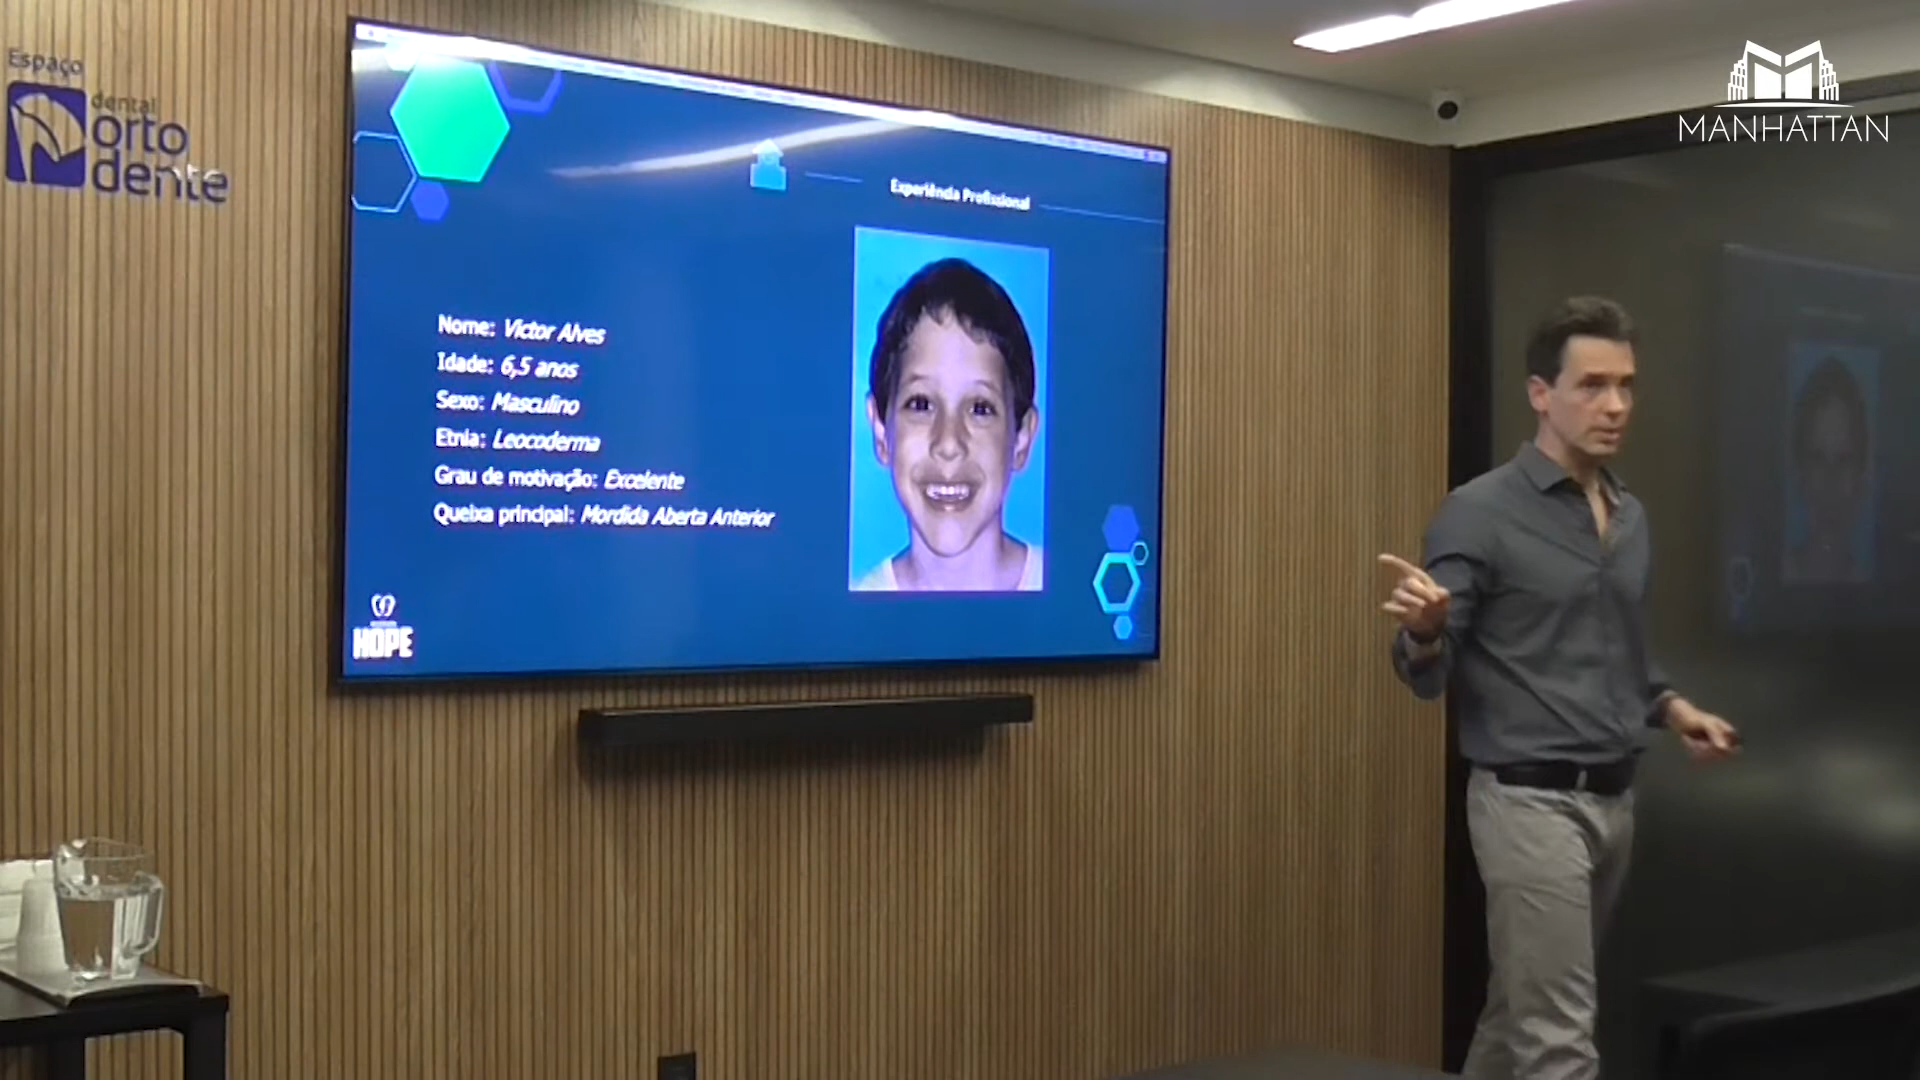 Espaço
dental
orto
dente
MANHATTAN
Experiência Profissional
Nome: Victor Alves
Idade: 6,5 anos
Sexo: Masculino
Etnia: Leocoderma
Grau de motivação: Excelente
Queixa principal: Mordida Aberta Anterior
HOPE